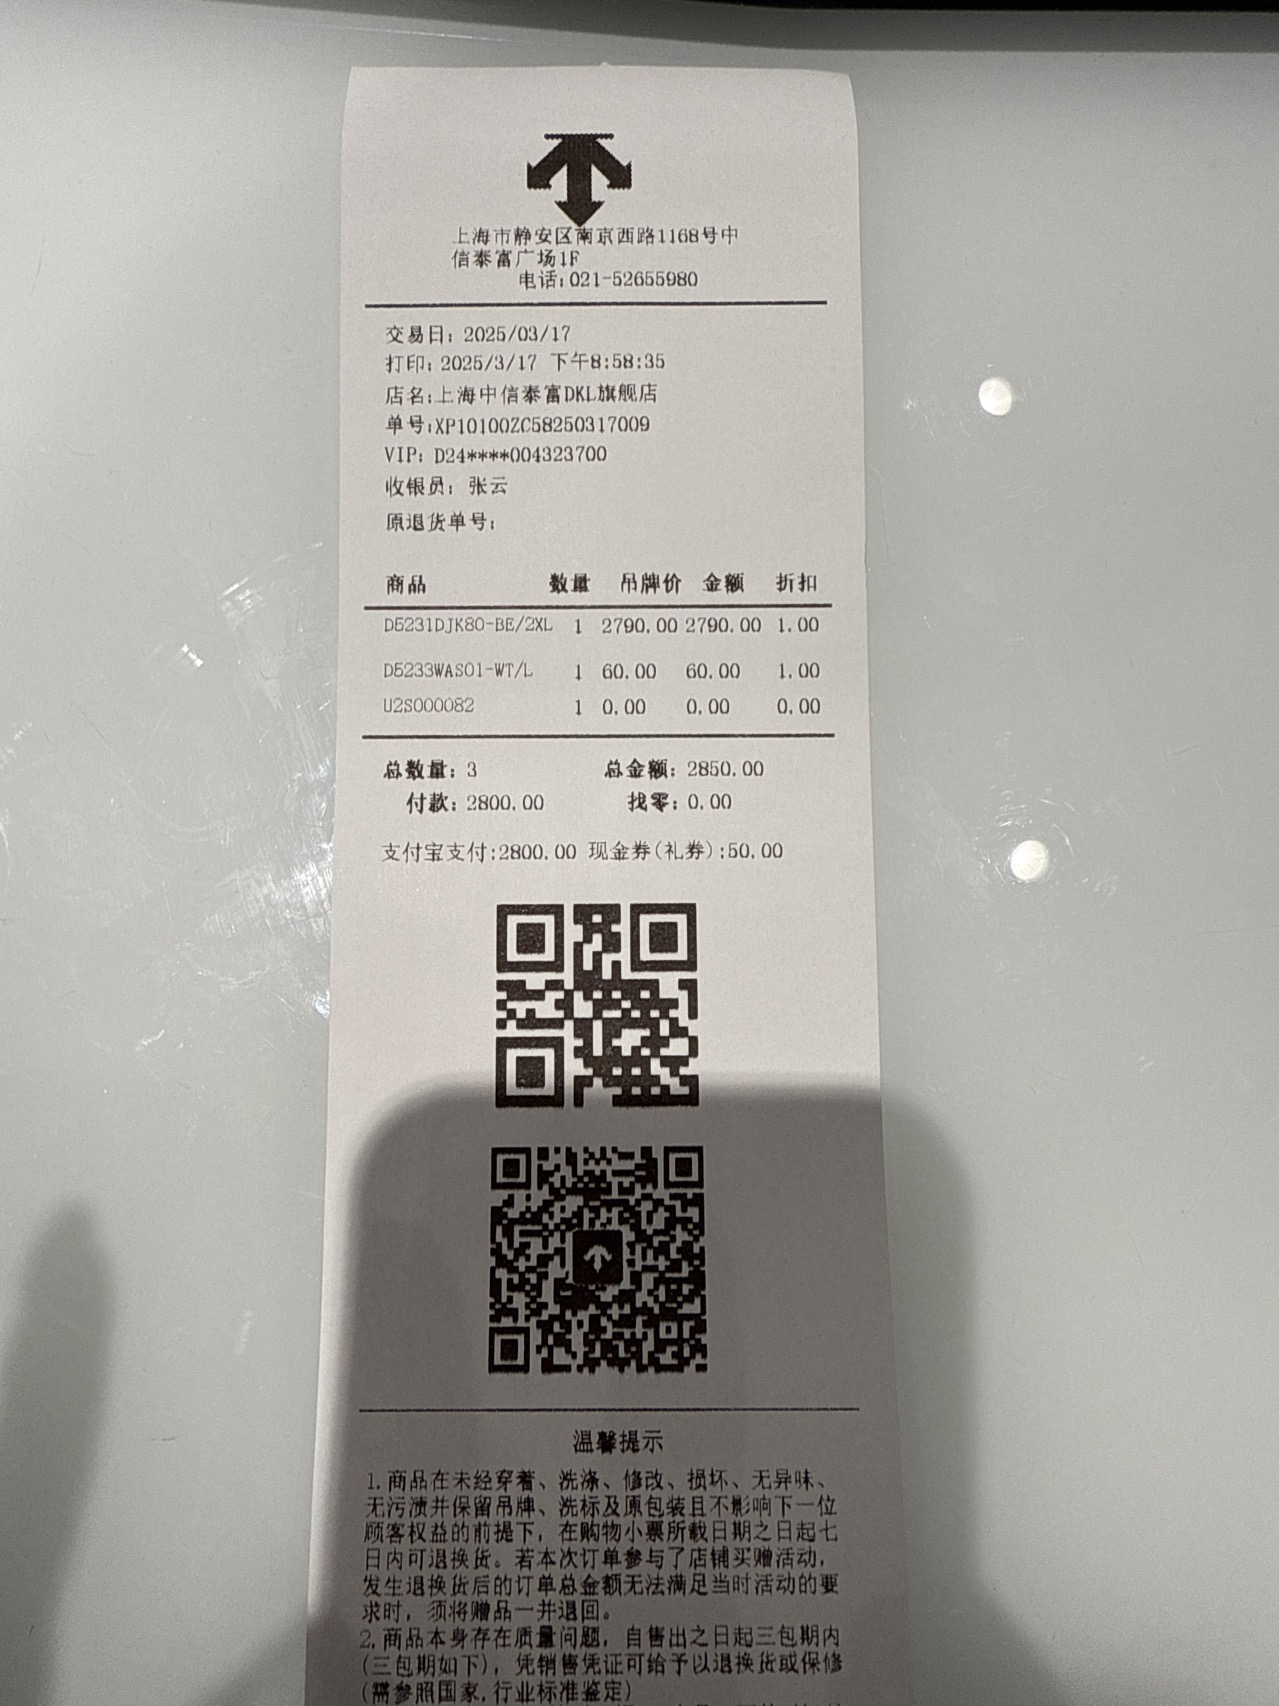 上海市静安区南京西路1168号中
信泰富广场1F
电话:021-52655980
交易日: 2025/03/17
打印: 2025/3/17 下午8:58:35
店名:上海中信泰富DKL旗舰店
单号:XP10100ZC58250317009
VIP: D24****004323700
收银员: 张云
原退货单号:
商品 数量 吊牌价 金额 折扣
D5231DJK80-BE/2XL 1 2790.00 2790.00 1.00
D5233WAS01-WT/L 1 60.00 60.00 1.00
U2S000082 1 0.00 0.00 0.00
总数量: 3 总金额: 2850.00
付款: 2800.00 找零: 0.00
支付宝支付:2800.00 现金券(礼券):50.00
温馨提示
1.商品在未经穿着、洗涤、修改、损坏、无异味、
无污渍并保留吊牌、洗标及原包装且不影响下一位
顾客权益的前提下, 在购物小票所载日期之日起七
日内可退换货。若本次订单参与了店铺买赠活动,
发生退换货后的订单总金额无法满足当时活动的要
求时, 须将赠品一并退回。
2.商品本身存在质量问题, 自售出之日起三包期内
(三包期如下), 凭销售凭证可给予以退换货或保修
(需参照国家.行业标准鉴定)